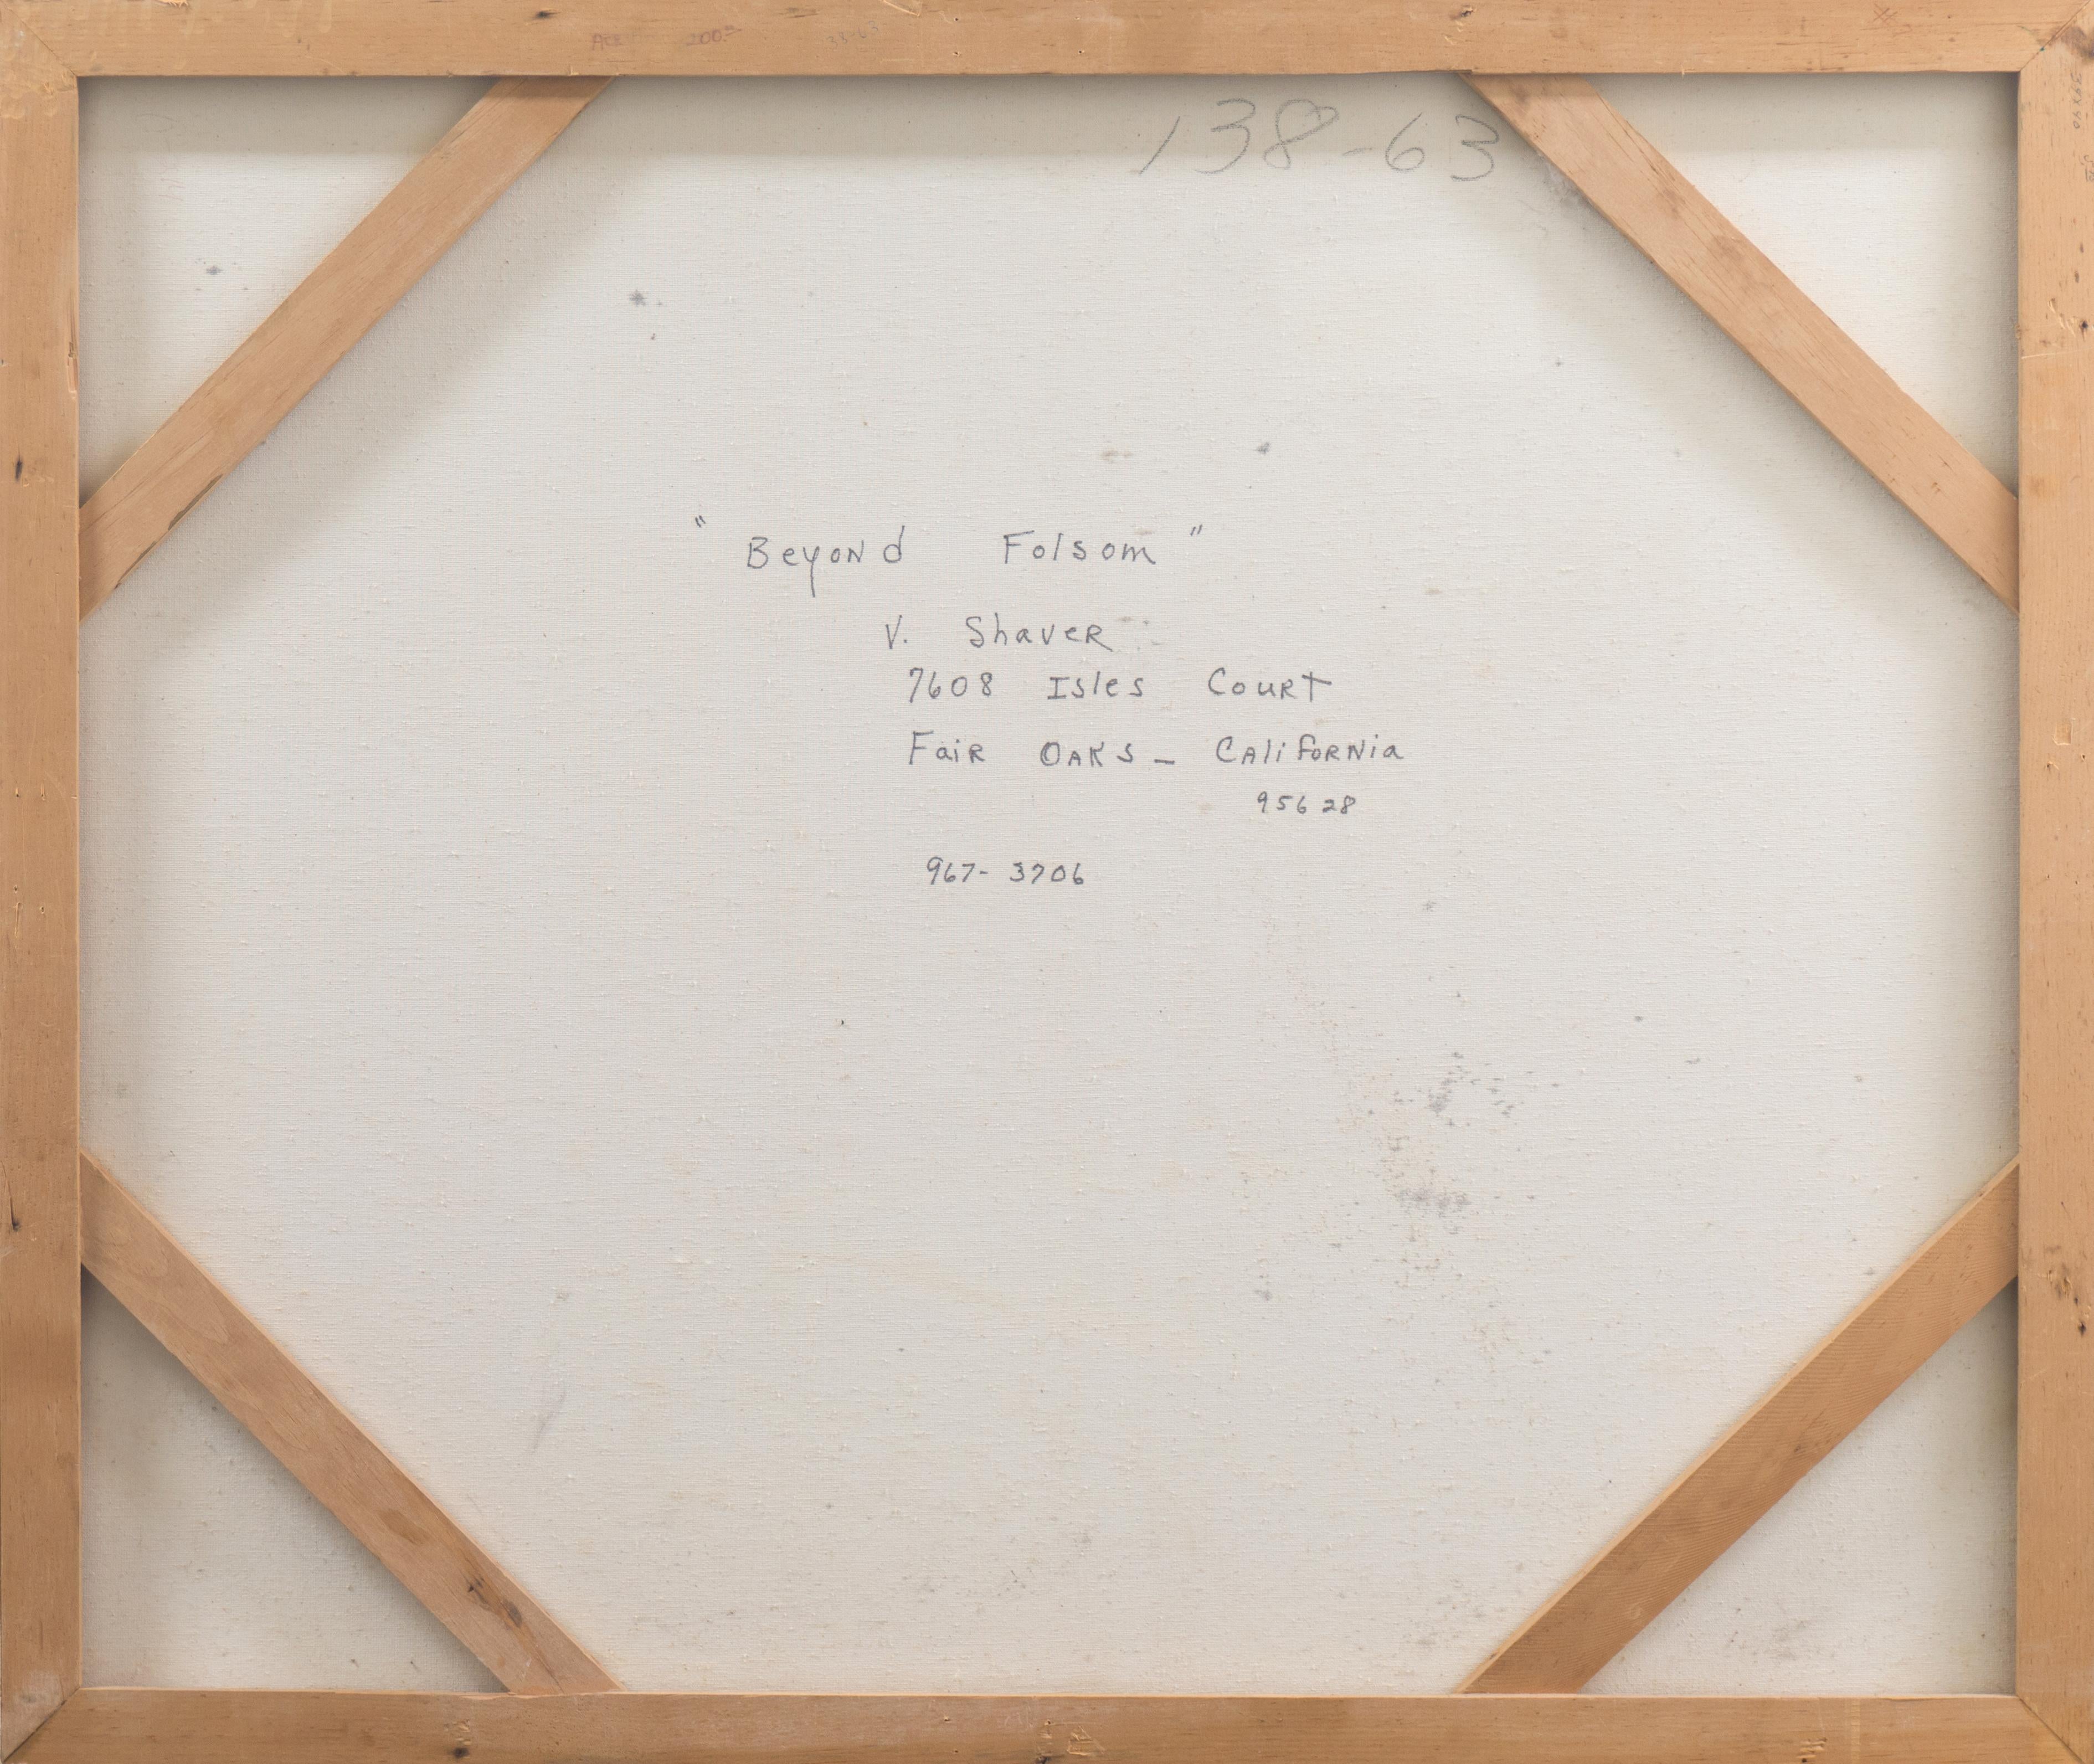 138-63
"Beyond Folsom"
V. Shaver
7608 Isles Court
Fair Oaks - California
95628
967-3706